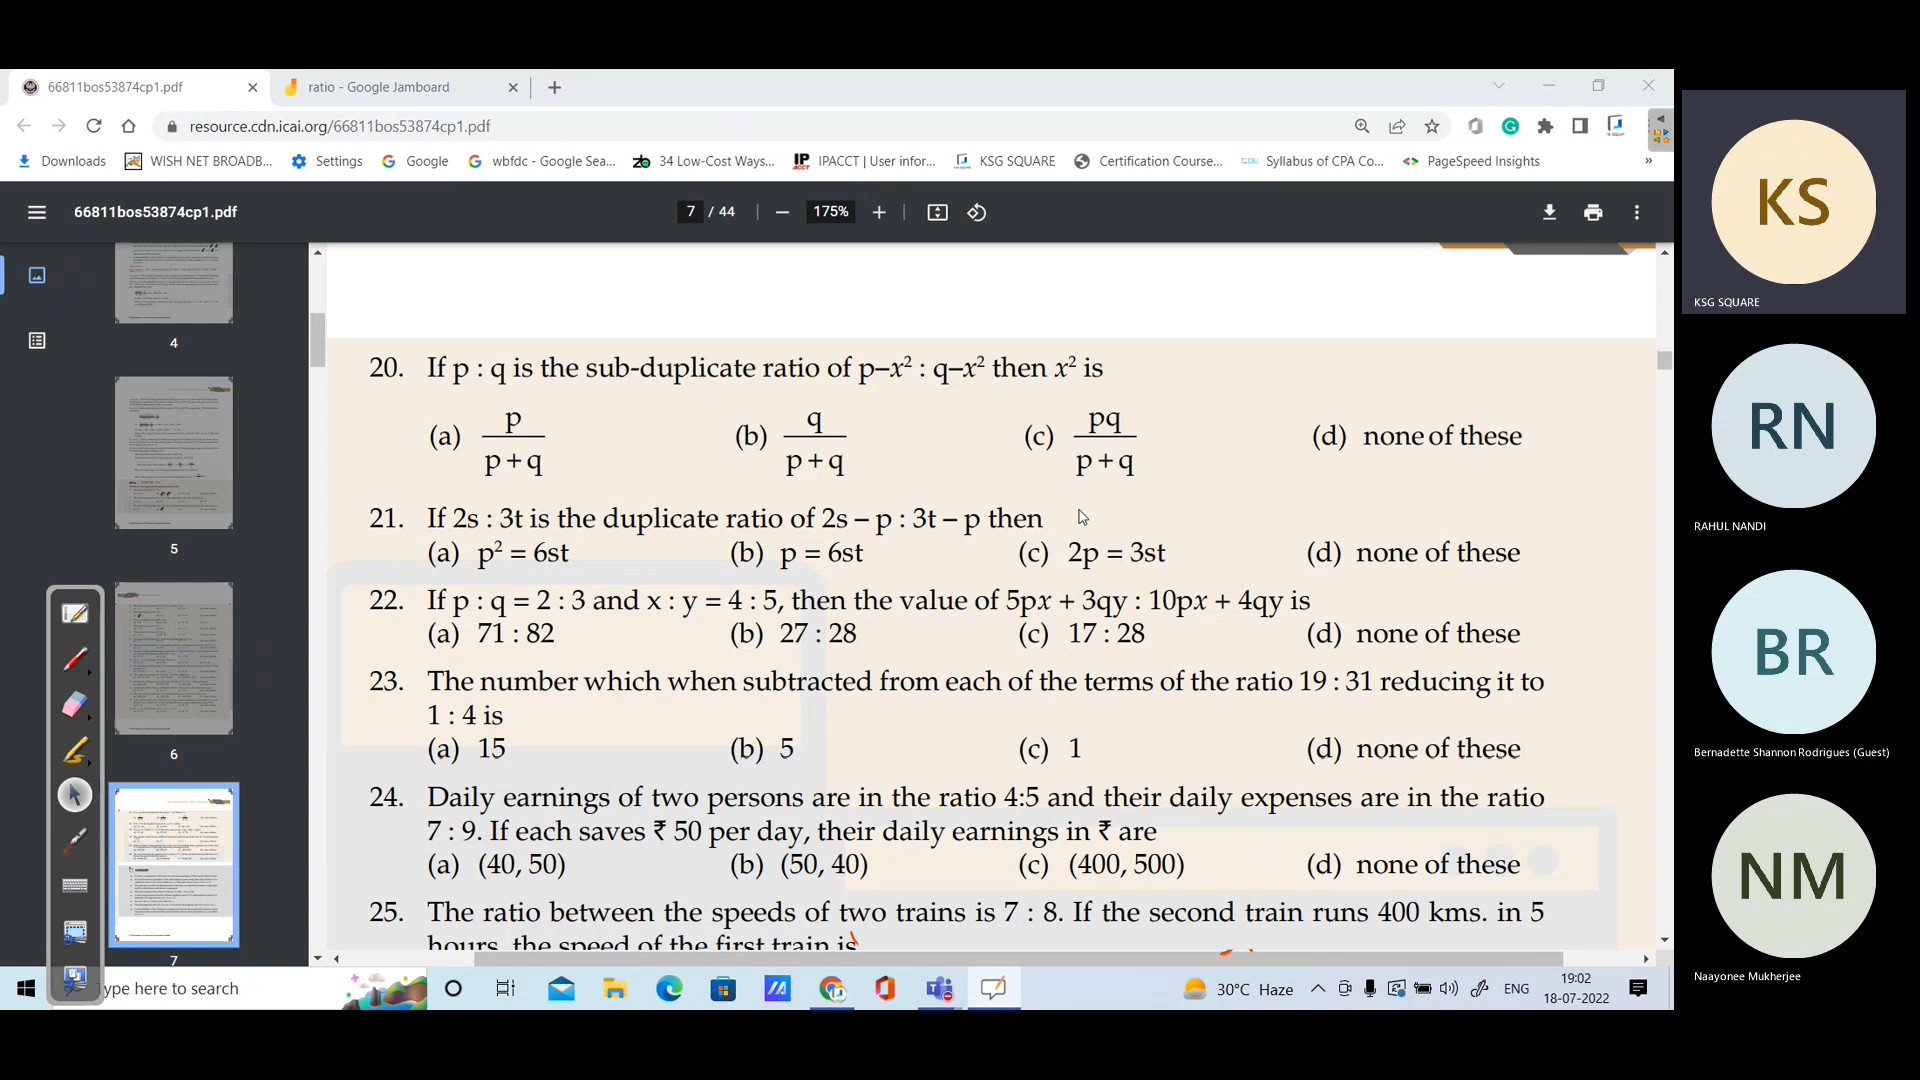 66811bos53874cp1.pdf
ratio - Google Jamboard
resource.cdn.icai.org/66811bos53874cp1.pdf
Downloads
WISH NET BROADB...
Settings
Google
wbfdc - Google Sea...
34 Low-Cost Ways...
IPACCT | User infor...
KSG SQUARE
Certification Course...
Syllabus of CPA Co...
PageSpeed Insights
66811bos53874cp1.pdf
7 / 44
175%
4
5
6
7
20. If p : q is the sub-duplicate ratio of p–x² : q–x² then x² is
(a) p/(p + q) (b) q/(p + q) (c) pq/(p + q) (d) none of these
21. If 2s : 3t is the duplicate ratio of 2s – p : 3t – p then
(a) p² = 6st (b) p = 6st (c) 2p = 3st (d) none of these
22. If p : q = 2 : 3 and x : y = 4 : 5, then the value of 5px + 3qy : 10px + 4qy is
(a) 71 : 82 (b) 27 : 28 (c) 17 : 28 (d) none of these
23. The number which when subtracted from each of the terms of the ratio 19 : 31 reducing it to
1 : 4 is
(a) 15 (b) 5 (c) 1 (d) none of these
24. Daily earnings of two persons are in the ratio 4:5 and their daily expenses are in the ratio
7 : 9. If each saves ₹ 50 per day, their daily earnings in ₹ are
(a) (40, 50) (b) (50, 40) (c) (400, 500) (d) none of these
25. The ratio between the speeds of two trains is 7 : 8. If the second train runs 400 kms. in 5
hours, the speed of the first train is
KS
KSG SQUARE
RN
RAHUL NANDI
BR
Bernadette Shannon Rodrigues (Guest)
NM
Naayonee Mukherjee
ype here to search
30°C Haze
ENG
19:02
18-07-2022